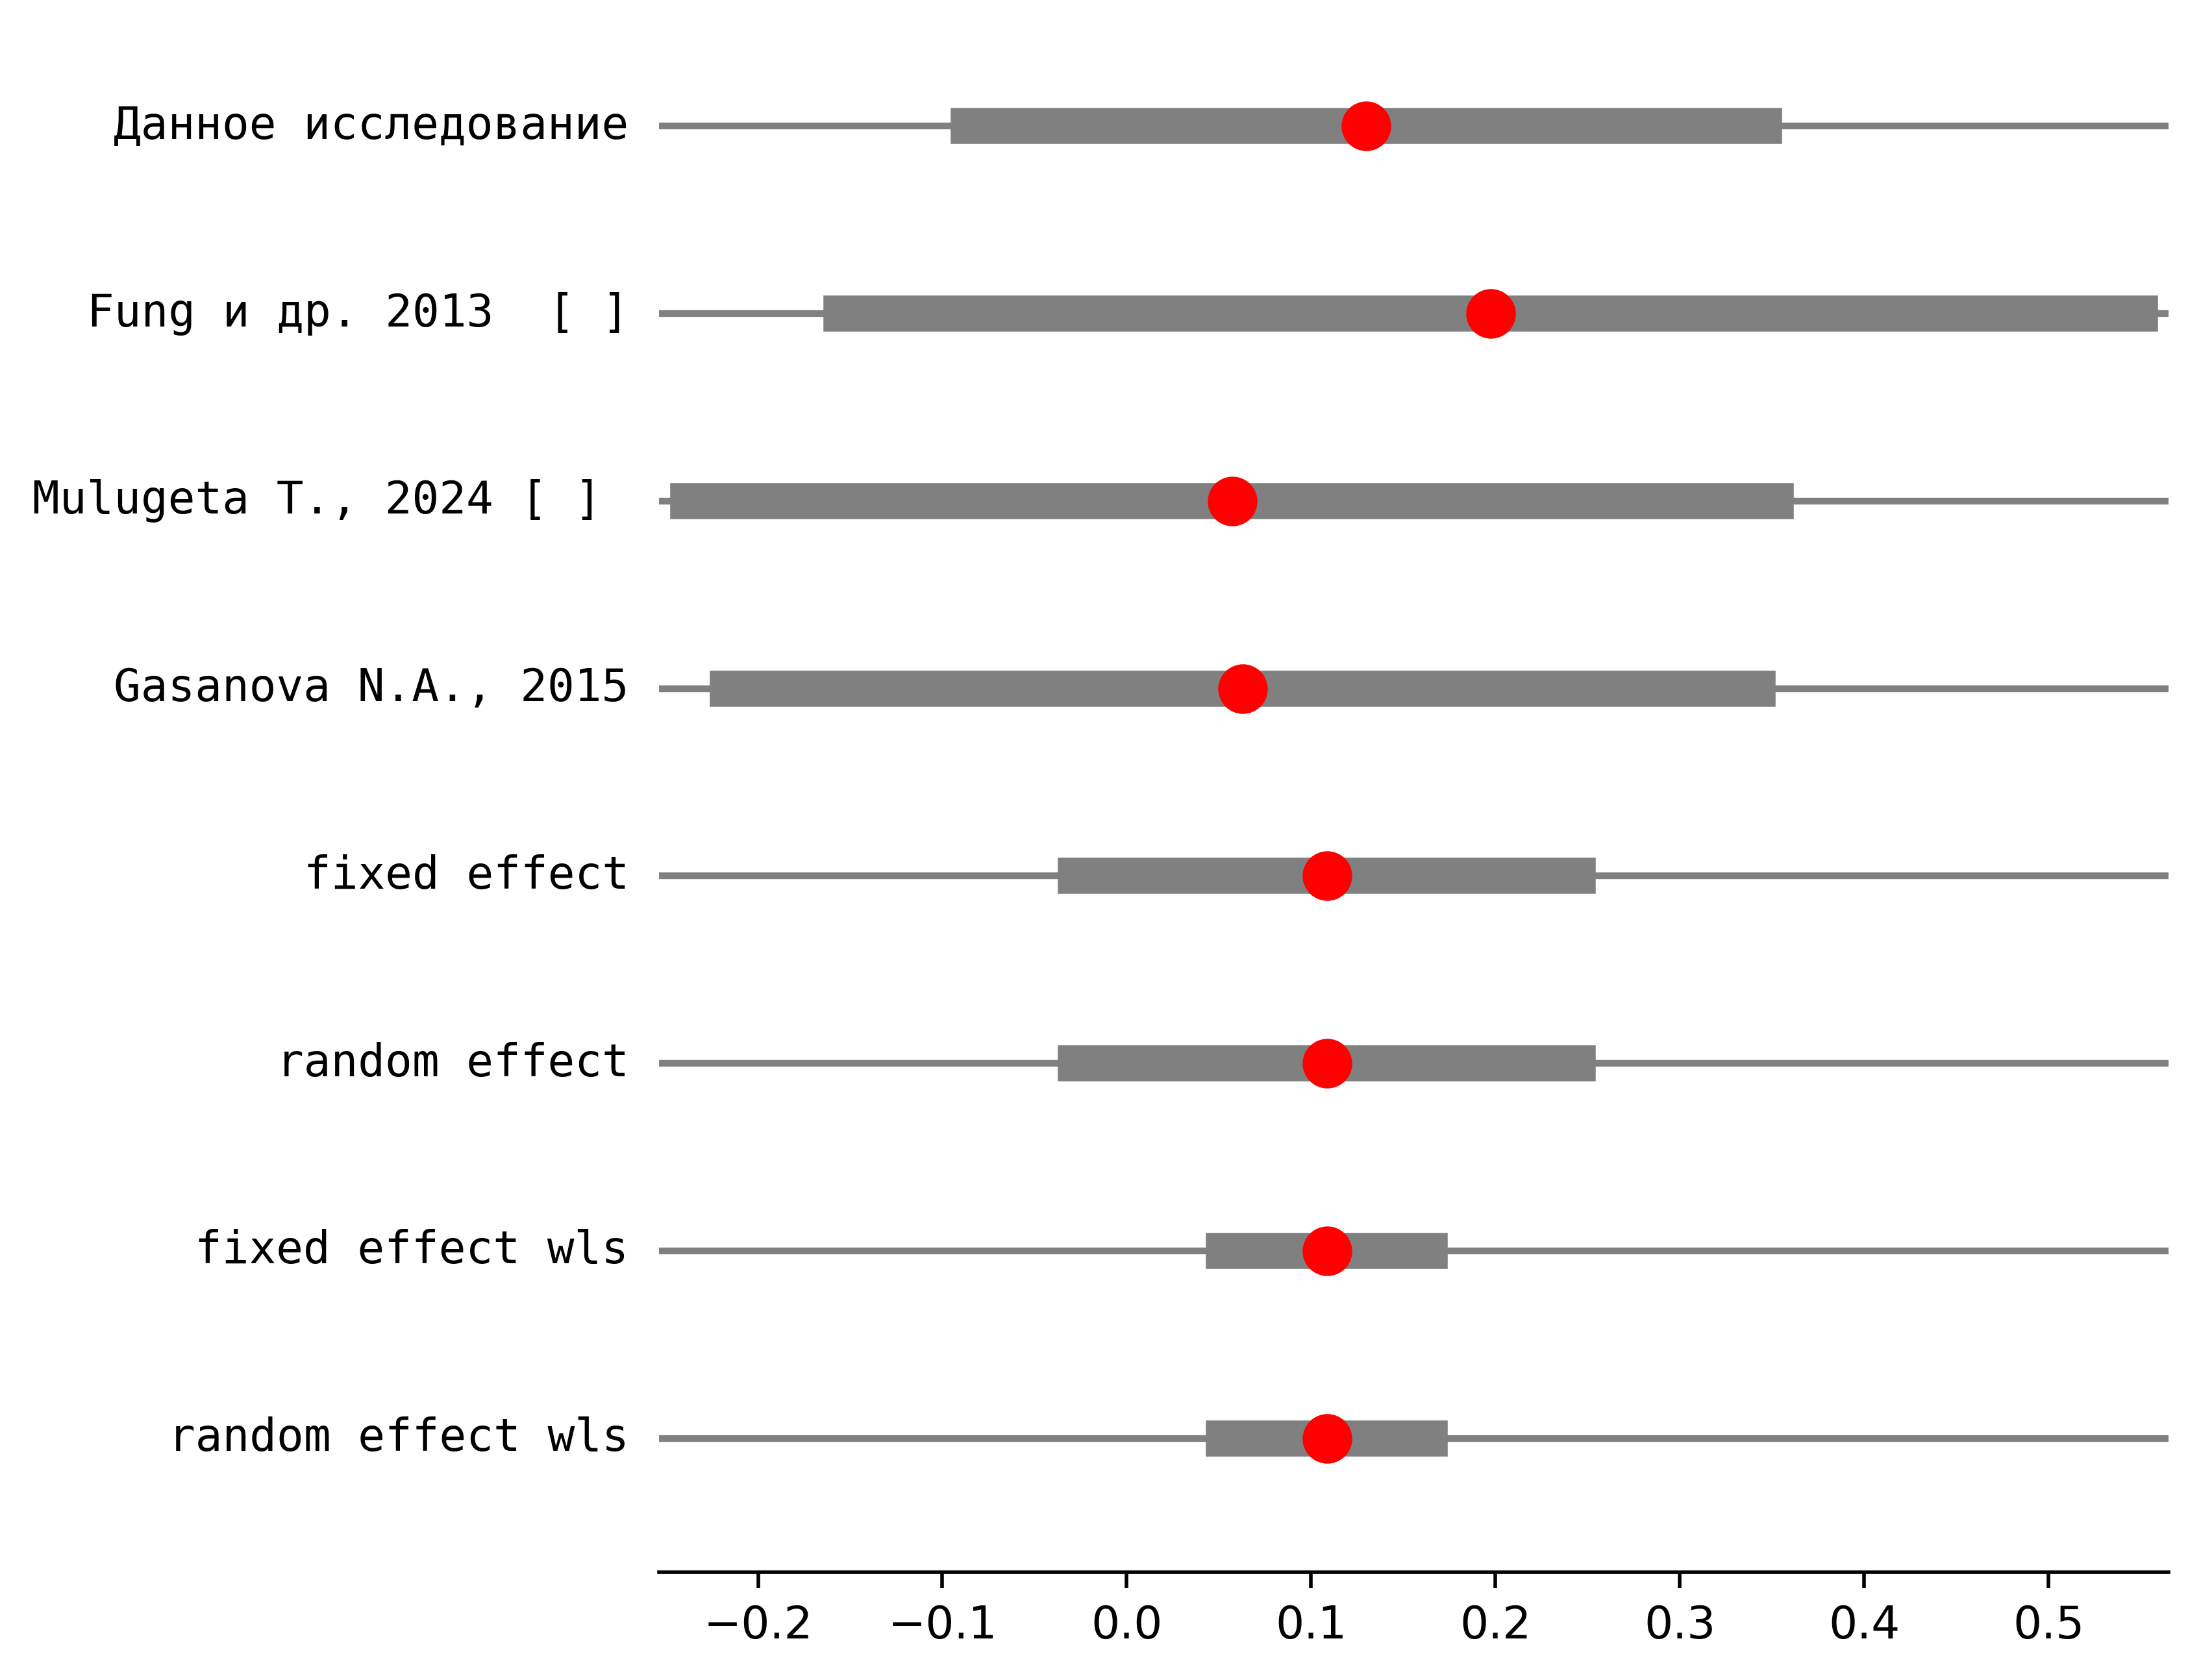 Данное исследование
Fung и др. 2013  [ ]
Mulugeta T., 2024 [ ]
Gasanova N.A., 2015
fixed effect
random effect
fixed effect wls
random effect wls
−0.2 −0.1 0.0 0.1 0.2 0.3 0.4 0.5